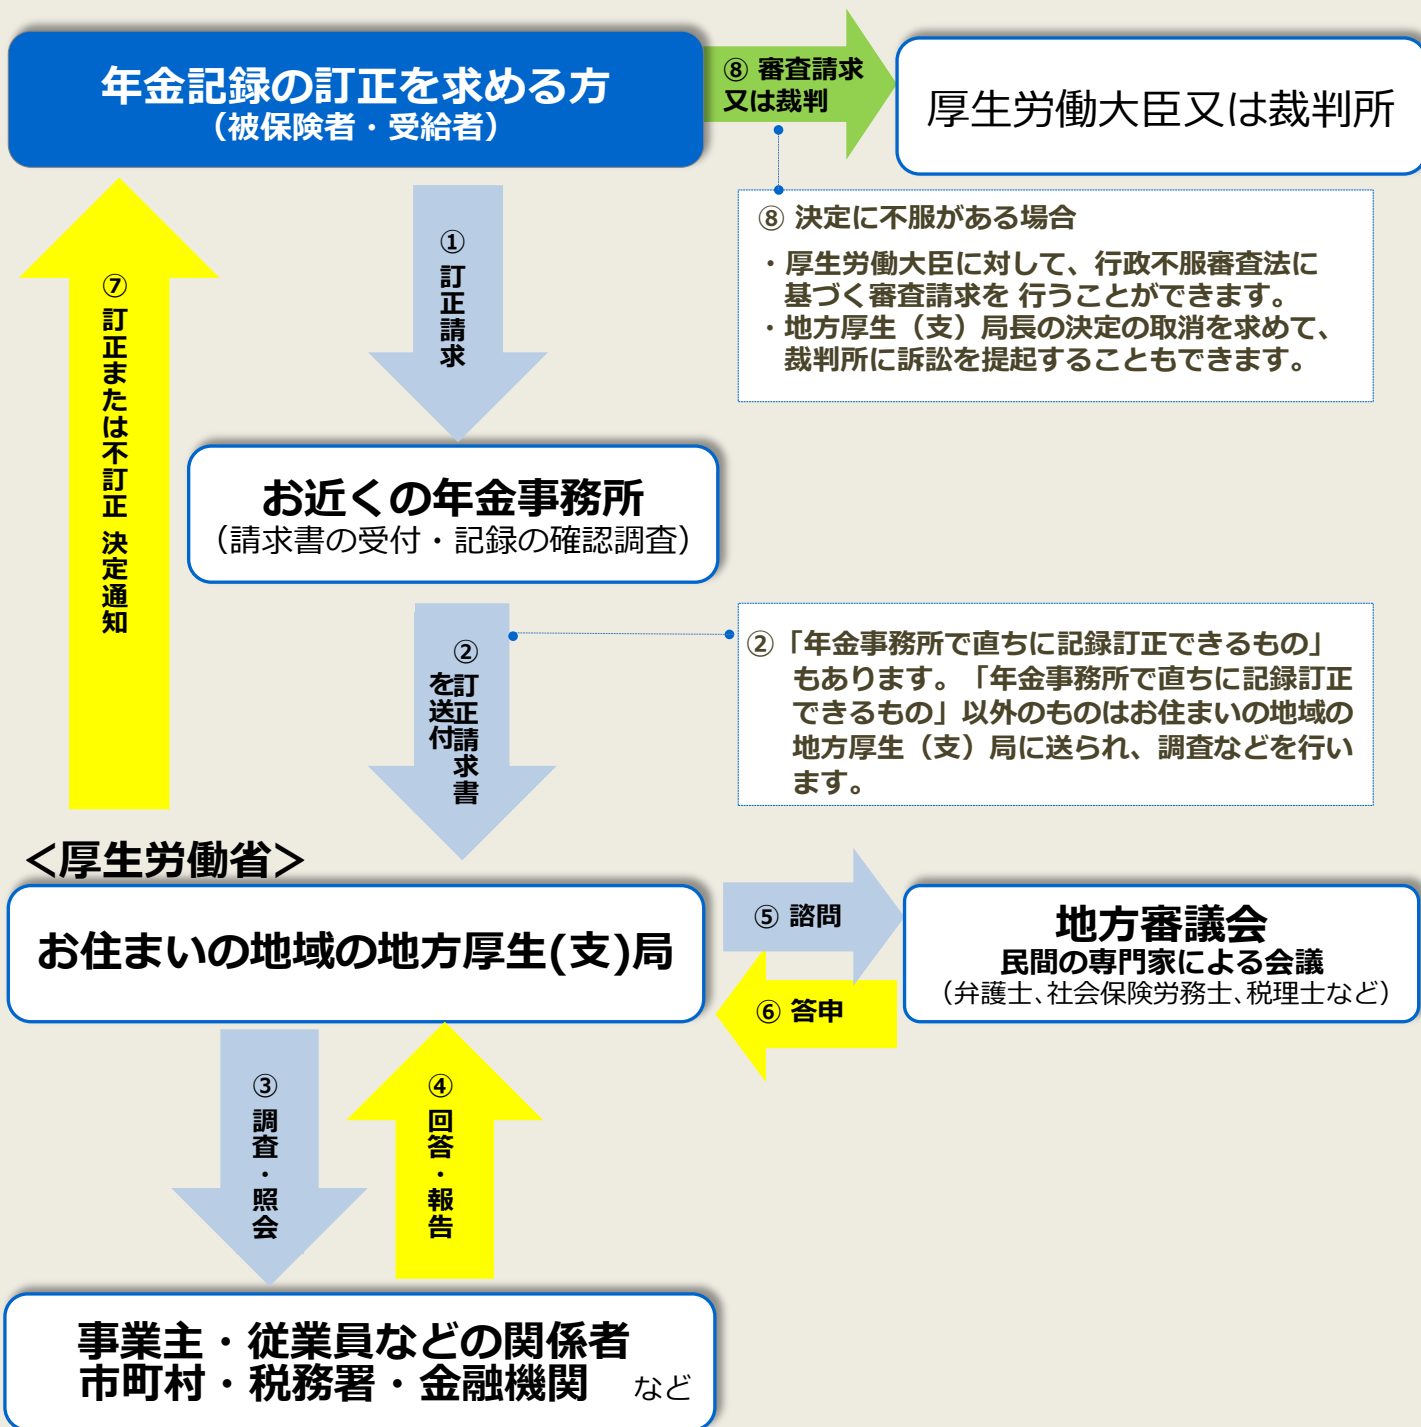 年金記録の訂正を求める方
（被保険者・受給者）
⑧ 審査請求
又は裁判
厚生労働大臣又は裁判所
⑧ 決定に不服がある場合
・厚生労働大臣に対して、行政不服審査法に
基づく審査請求を 行うことができます。
・地方厚生（支）局長の決定の取消を求めて、
裁判所に訴訟を提起することもできます。
① 訂正請求
⑦ 訂正または不訂正 決定通知
お近くの年金事務所
（請求書の受付・記録の確認調査）
② 訂正請求書
を送付
②「年金事務所で直ちに記録訂正できるもの」
もあります。「年金事務所で直ちに記録訂正
できるもの」以外のものはお住まいの地域の
地方厚生（支）局に送られ、調査などを行い
ます。
＜厚生労働省＞
お住まいの地域の地方厚生(支)局
⑤ 諮問
⑥ 答申
地方審議会
民間の専門家による会議
（弁護士、社会保険労務士、税理士など）
③ 調査・照会
④ 回答・報告
事業主・従業員などの関係者
市町村・税務署・金融機関 など